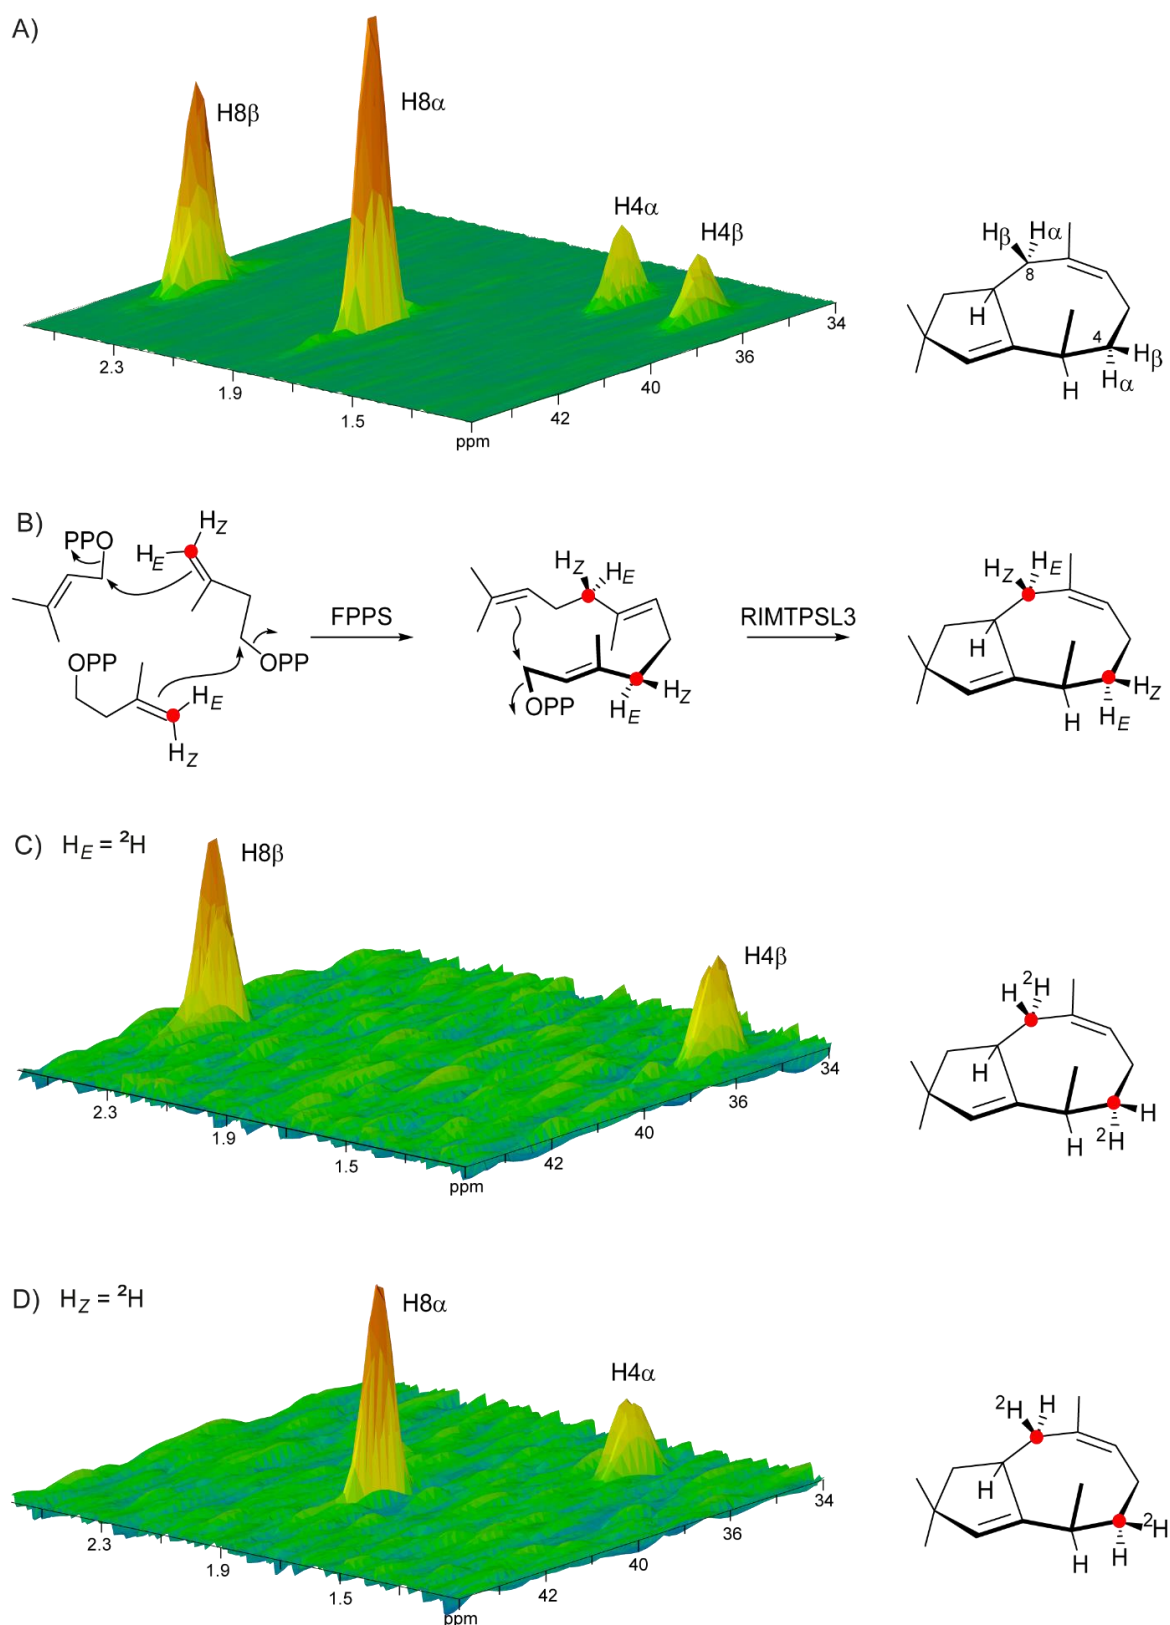 A)
H8β
H8α
H4α
H4β
2.3
1.9
1.5
ppm
42
40
36
34
Hβ Hα
8
H
4
Hβ
Hα
H
B)
PPO
HZ
HE
OPP
OPP
HE
HZ
FPPS
HZ HE
OPP
HE
HZ
RIMTPSL3
HZ HE
H
HZ
HE
H
C) HE = ²H
H8β
H4β
2.3
1.9
1.5
ppm
42
40
36
34
H ²H
H
H
²H
H
D) HZ = ²H
H8α
H4α
2.3
1.9
1.5
ppm
42
40
36
34
²H H
H
²H
H
H